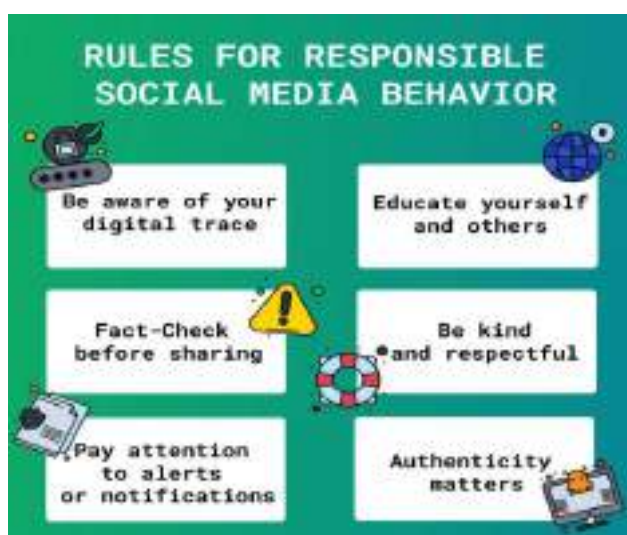 RULES FOR RESPONSIBLE
SOCIAL MEDIA BEHAVIOR
Be aware of your
digital trace
Educate yourself
and others
Fact-Check
before sharing
Be kind
and respectful
Pay attention
to alerts
or notifications
Authenticity
matters